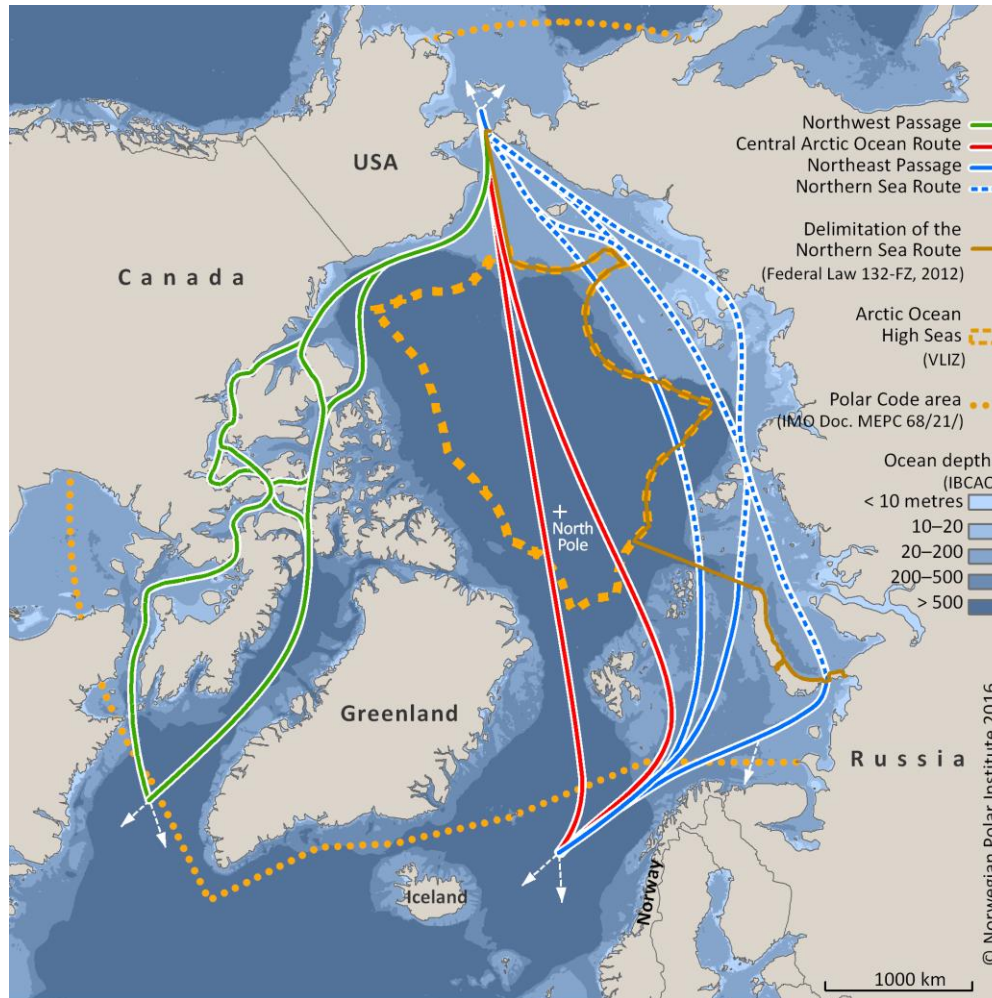 Northwest Passage
Central Arctic Ocean Route
Northeast Passage
Northern Sea Route
Delimitation of the
Northern Sea Route
(Federal Law 132-FZ, 2012)
Arctic Ocean
High Seas
(VLIZ)
Polar Code area
(IMO Doc. MEPC 68/21/)
Ocean depth
(IBCAO
< 10 metres
10–20
20–200
200–500
> 500
USA
Canada
North
Pole
Greenland
Russia
Iceland
Norway
1000 km
© Norwegian Polar Institute 2016